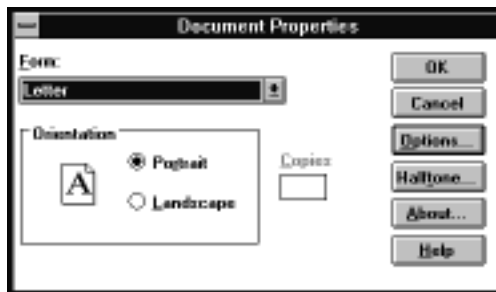 Document Properties
Form:
Letter
Orientation
A
Portrait
Landscape
Copies
OK
Cancel
Options...
Halftone...
About...
Help